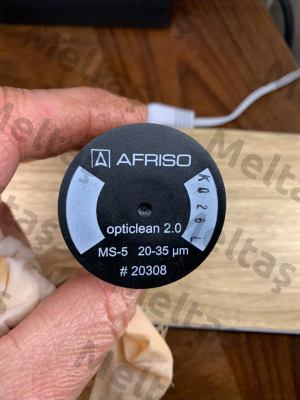 AFRISO
opticlean 2.0
MS-5 20-35 µm
# 20308
Meltaş